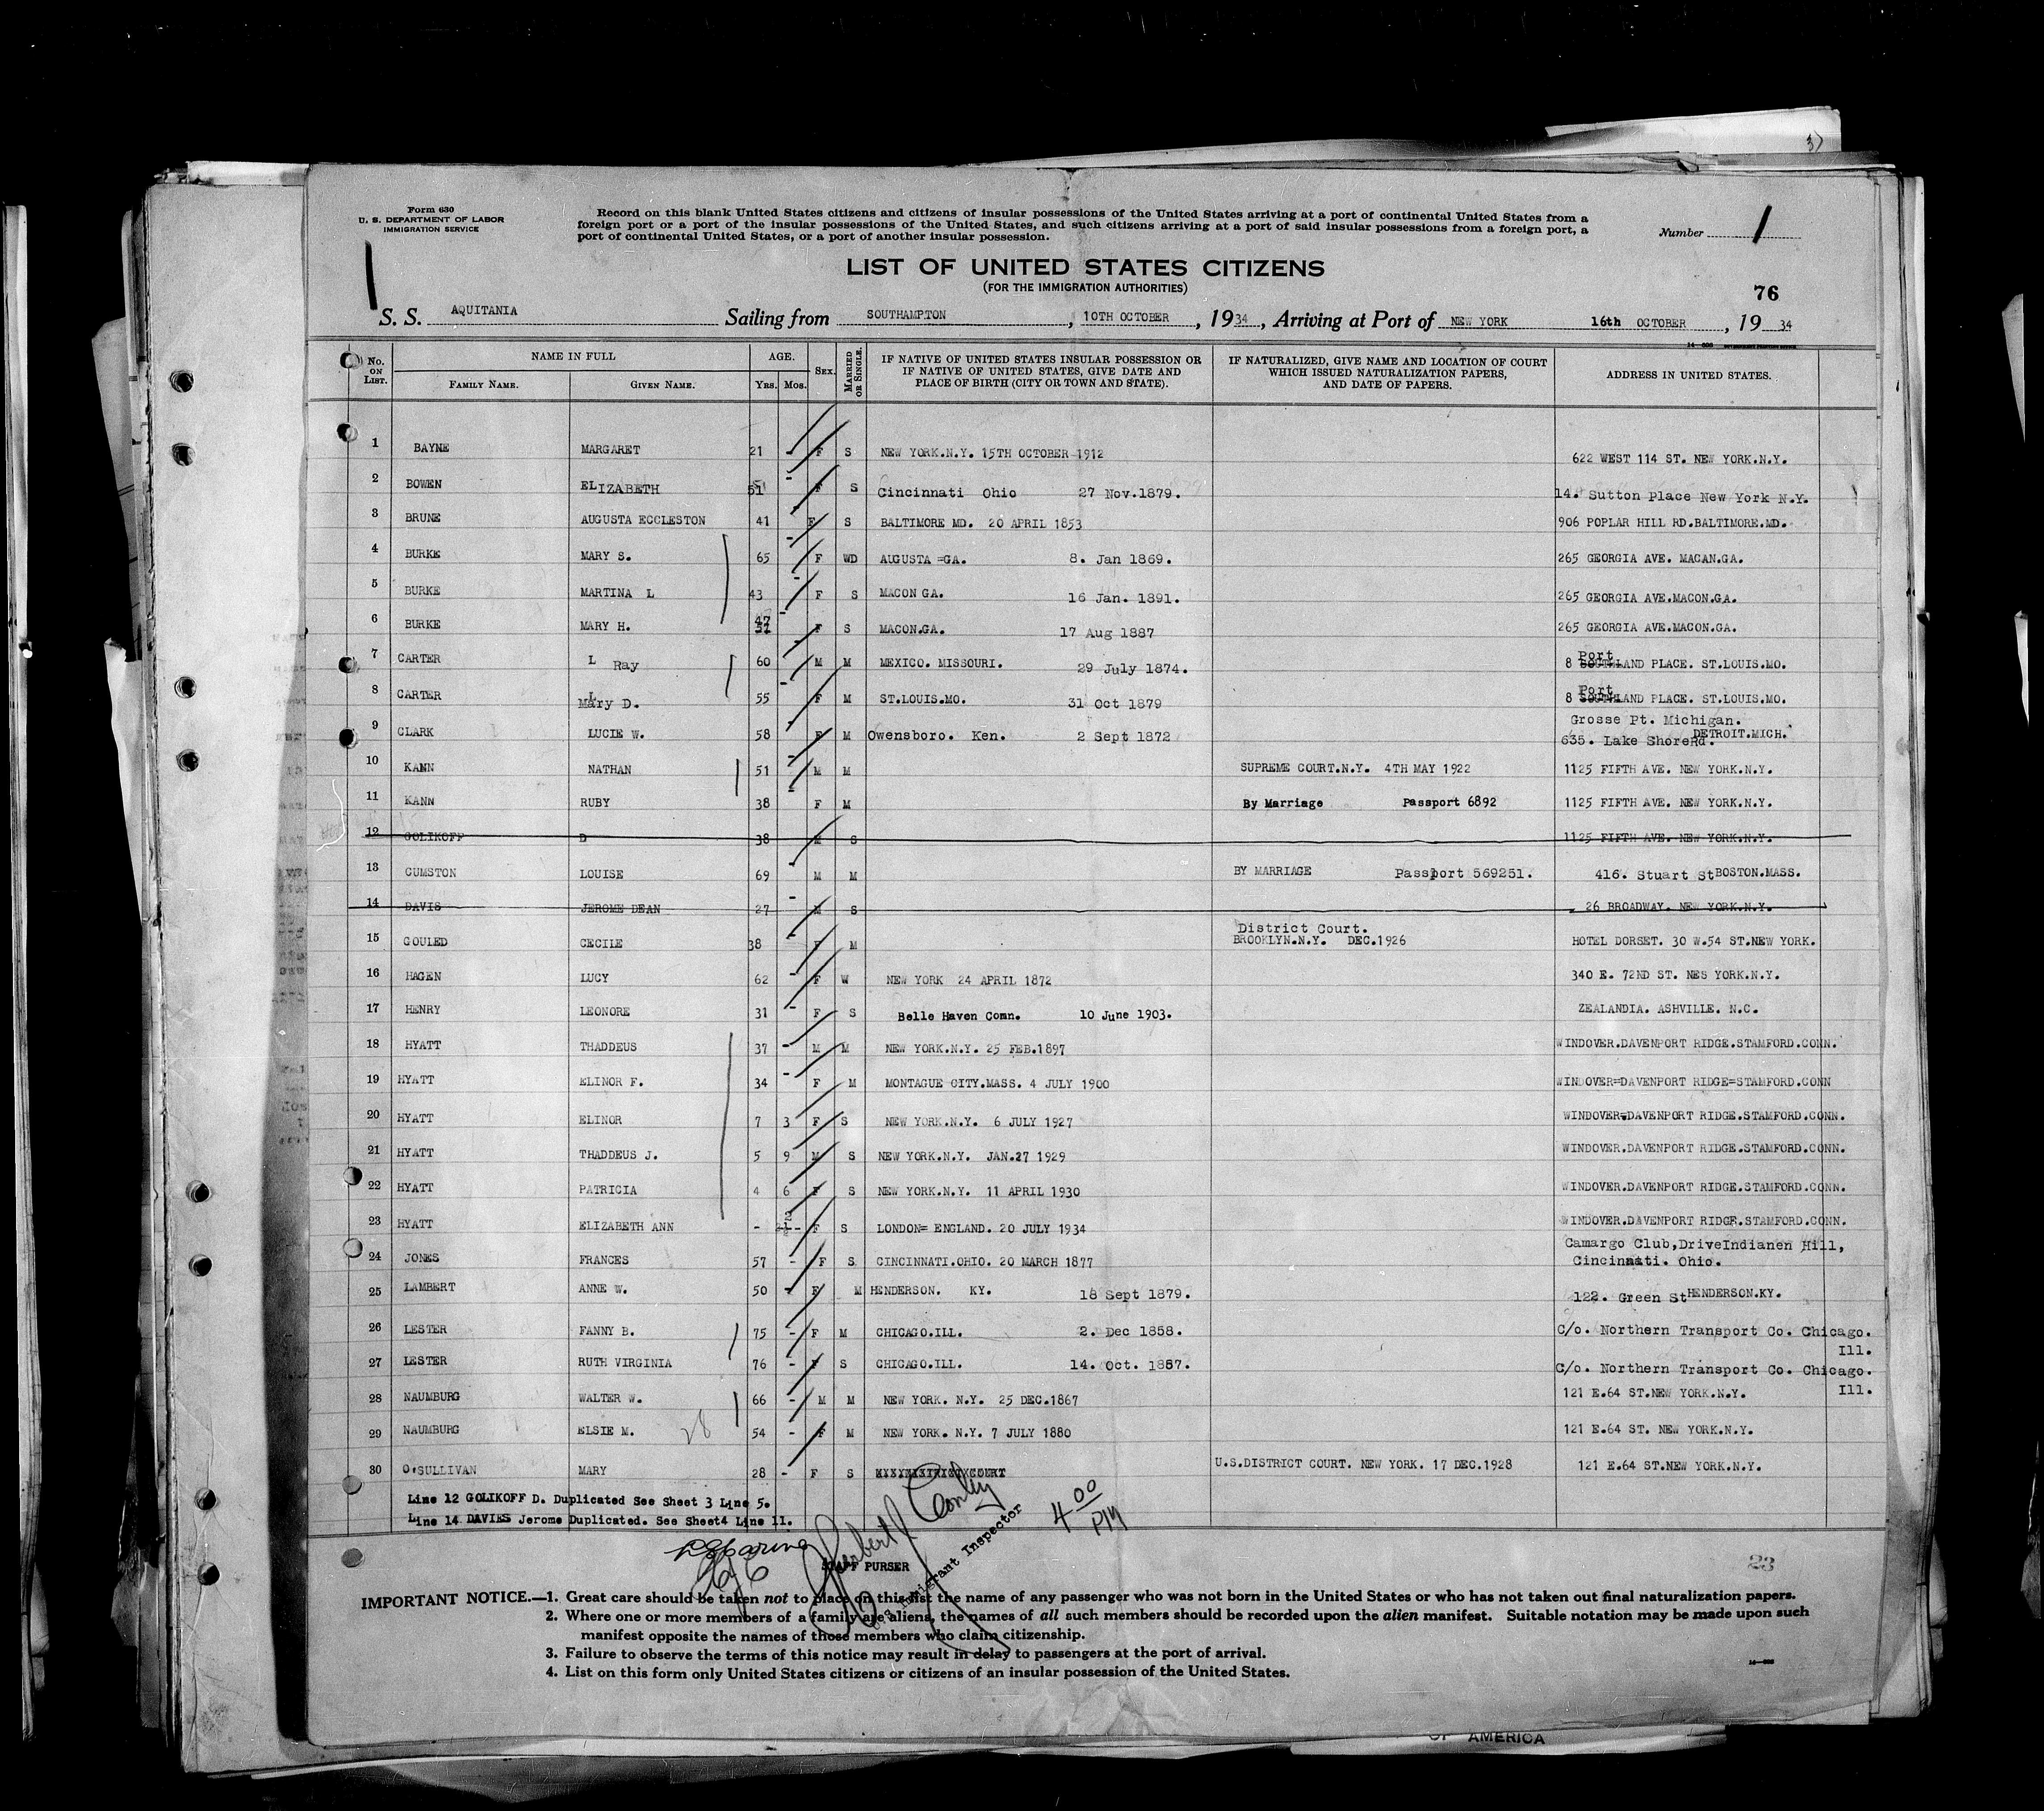 3)
Form 630
U. S. DEPARTMENT OF LABOR
IMMIGRATION SERVICE
Record on this blank United States citizens and citizens of insular possessions of the United States arriving at a port of continental United States from a
foreign port or a port of the insular possessions of the United States, and such citizens arriving at a port of said insular possessions from a foreign port, a
port of continental United States, or a port of another insular possession.
Number 1
LIST OF UNITED STATES CITIZENS
(FOR THE IMMIGRATION AUTHORITIES)
76
S. S. AQUITANIA Sailing from SOUTHAMPTON, 10TH OCTOBER, 1934, Arriving at Port of NEW YORK 16th OCTOBER, 19 34
No. ON LIST. NAME IN FULL AGE. SEX. MARRIED OR SINGLE. IF NATIVE OF UNITED STATES INSULAR POSSESSION OR IF NATIVE OF UNITED STATES, GIVE DATE AND PLACE OF BIRTH (CITY OR TOWN AND STATE). IF NATURALIZED, GIVE NAME AND LOCATION OF COURT WHICH ISSUED NATURALIZATION PAPERS, AND DATE OF PAPERS. ADDRESS IN UNITED STATES.
FAMILY NAME. GIVEN NAME. Yrs. Mos.
1 BAYNE MARGARET 21 - F S NEW YORK.N.Y. 15TH OCTOBER 1912 622 WEST 114 ST. NEW YORK.N.Y.
2 BOWEN ELIZABETH 51 - F S Cincinnati Ohio 27 Nov.1879. 14. Sutton Place New York N.Y.
3 BRUNE AUGUSTA ECCLESTON 41 - F S BALTIMORE MD. 20 APRIL 1853 906 POPLAR HILL RD.BALTIMORE.MD.
4 BURKE MARY S. 65 - F WD AUGUSTA =GA. 8. Jan 1869. 265 GEORGIA AVE. MACAN.GA.
5 BURKE MARTINA L 43 - F S MACON GA. 16 Jan. 1891. 265 GEORGIA AVE.MACON.GA.
6 BURKE MARY H. 47 - F S MACON.GA. 17 Aug 1887 265 GEORGIA AVE.MACON.GA.
7 CARTER L Ray 60 - M M MEXICO. MISSOURI. 29 July 1874. 8 Port LAND PLACE. ST.LOUIS.MO.
8 CARTER Mary D. 55 - F M ST.LOUIS.MO. 31 Oct 1879 8 Port LAND PLACE. ST.LOUIS.MO.
9 CLARK LUCIE W. 58 - F M Owensboro. Ken. 2 Sept 1872 Grosse Pt. Michigan. 635. Lake Shore Rd. DETROIT.MICH.
10 KANN NATHAN 51 - M M SUPREME COURT.N.Y. 4TH MAY 1922 1125 FIFTH AVE. NEW YORK.N.Y.
11 KANN RUBY 38 - F M By Marriage Passport 6892 1125 FIFTH AVE. NEW YORK.N.Y.
12 GOLIKOFF D 38 M S 1125 FIFTH AVE. NEW YORK.N.Y.
13 CUMSTON LOUISE 69 - M M BY MARRIAGE Passport 569251. 416. Stuart St BOSTON.MASS.
14 DAVIS JEROME DEAN 27 - M S 26 BROADWAY. NEW YORK.N.Y.
15 GOULED CECILE 38 - F M District Court. BROOKLYN.N.Y. DEC.1926 HOTEL DORSET. 30 W.54 ST.NEW YORK.
16 HAGEN LUCY 62 - F W NEW YORK 24 APRIL 1872 340 E. 72ND ST. NES YORK.N.Y.
17 HENRY LEONORE 31 - F S Belle Haven Conn. 10 June 1903. ZEALANDIA. ASHVILLE. N.C.
18 HYATT THADDEUS 37 - M M NEW YORK.N.Y. 25 FEB.1897 WINDOVER.DAVENPORT RIDGE.STAMFORD.CONN.
19 HYATT ELINOR F. 34 - F M MONTAGUE CITY.MASS. 4 JULY 1900 WINDOVER=DAVENPORT RIDGE=STAMFORD.CONN
20 HYATT ELINOR 7 3 F S NEW YORK.N.Y. 6 JULY 1927 WINDOVER=DAVENPORT RIDGE.STAMFORD.CONN.
21 HYATT THADDEUS J. 5 9 M S NEW YORK.N.Y. JAN.27 1929 WINDOVER.DAVENPORT RIDGE.STAMFORD.CONN.
22 HYATT PATRICIA 4 6 F S NEW YORK.N.Y. 11 APRIL 1930 WINDOVER.DAVENPORT RIDGE.STAMFORD.CONN.
23 HYATT ELIZABETH ANN - 2 F S LONDON= ENGLAND. 20 JULY 1934 WINDOVER.DAVENPORT RIDGE.STAMFORD.CONN.
24 JONES FRANCES 57 - F S CINCINNATI.OHIO. 20 MARCH 1877 Camargo Club,DriveIndianen Hill, Cincinnati. Ohio.
25 LAMBERT ANNE W. 50 - F M HENDERSON. KY. 18 Sept 1879. 122. Green St HENDERSON.KY.
26 LESTER FANNY B. 75 - F M CHICAGO.ILL. 2. Dec 1858. C/o. Northern Transport Co. Chicago. Ill.
27 LESTER RUTH VIRGINIA 76 - F S CHICAGO.ILL. 14. Oct. 1857. C/o. Northern Transport Co. Chicago. Ill.
28 NAUMBURG WALTER W. 66 - M M NEW YORK. N.Y. 25 DEC.1867 121 E.64 ST.NEW YORK.N.Y.
29 NAUMBURG ELSIE M. 28 54 - F M NEW YORK. N.Y. 7 JULY 1880 121 E.64 ST. NEW YORK.N.Y.
30 O'SULLIVAN MARY 28 - F S U.S.DISTRICT COURT. NEW YORK. 17 DEC.1928 121 E.64 ST.NEW YORK.N.Y.
Line 12 GOLIKOFF D. Duplicated See Sheet 3 Line 5.
Line 14 DAVIES Jerome Duplicated. See Sheet4 Line 11.
Herbert Conley
Immigrant Inspector
4 00 PM
STAFF PURSER
23
IMPORTANT NOTICE.—1. Great care should be taken not to place on this list the name of any passenger who was not born in the United States or who has not taken out final naturalization papers.
2. Where one or more members of a family are aliens, the names of all such members should be recorded upon the alien manifest. Suitable notation may be made upon such
manifest opposite the names of those members who claim citizenship.
3. Failure to observe the terms of this notice may result in delay to passengers at the port of arrival.
4. List on this form only United States citizens or citizens of an insular possession of the United States.
OF AMERICA